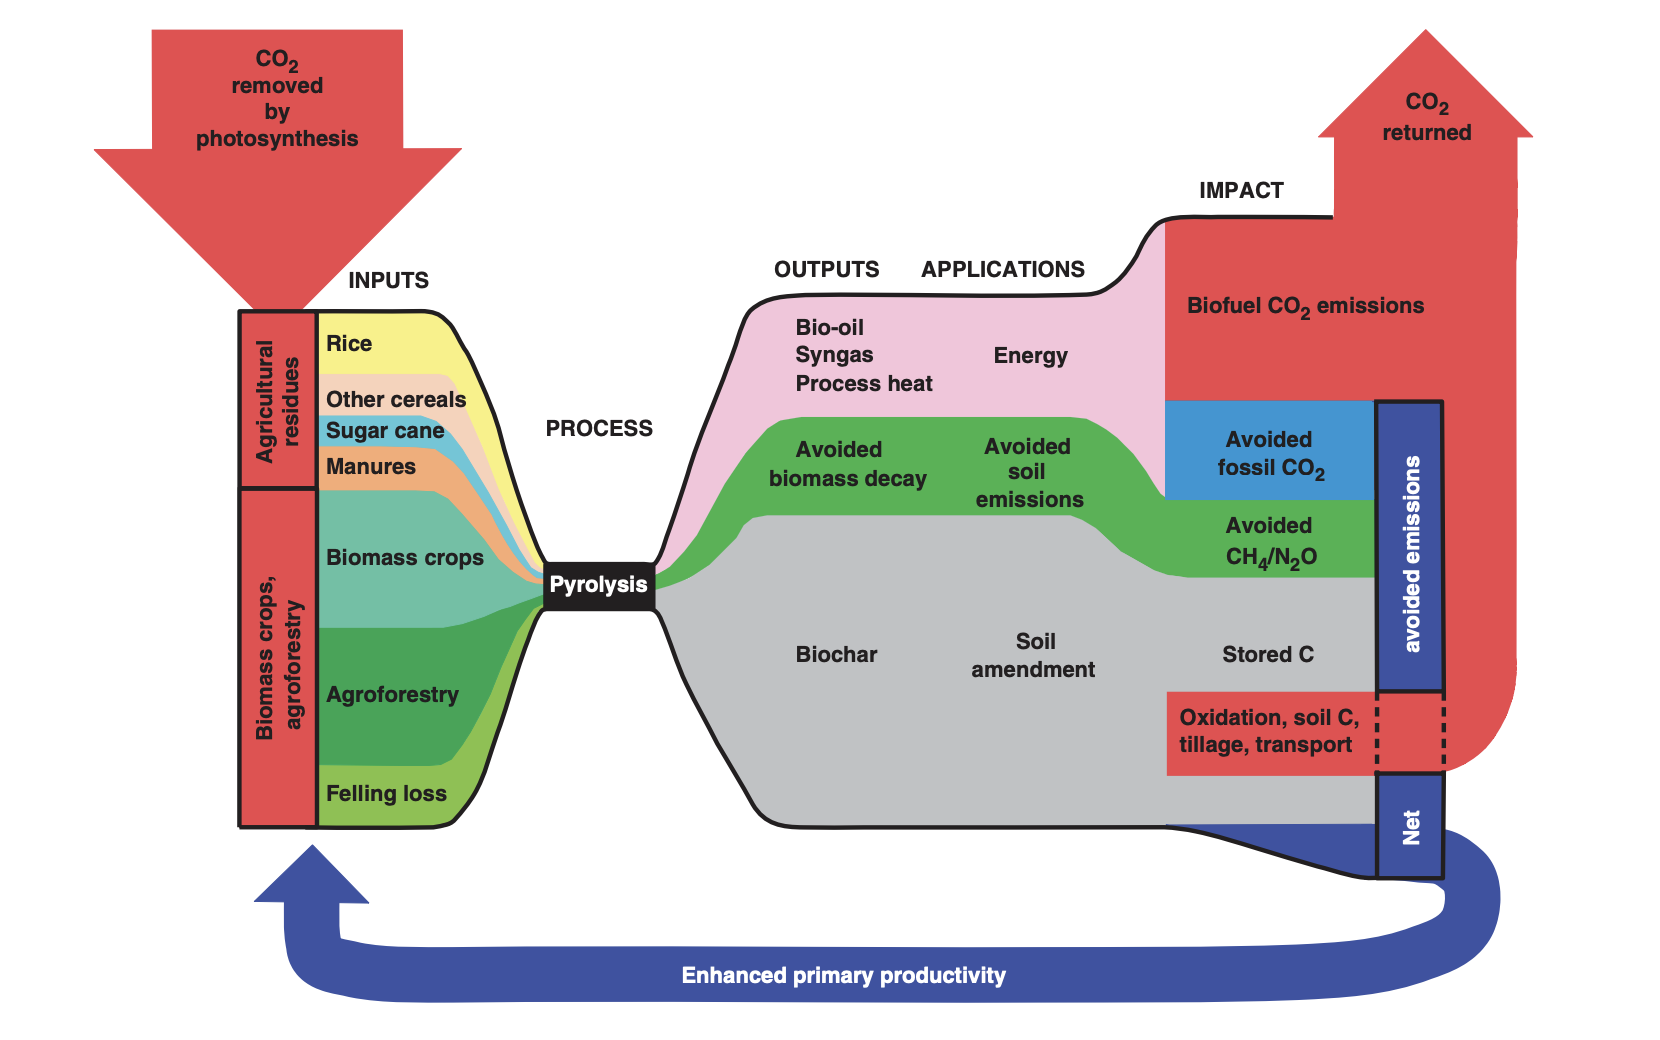 CO2
removed
by
photosynthesis
CO2
returned
IMPACT
INPUTS
OUTPUTS
APPLICATIONS
PROCESS
Agricultural
residues
Rice
Other cereals
Sugar cane
Manures
Biomass crops,
agroforestry
Biomass crops
Agroforestry
Felling loss
Pyrolysis
Bio-oil
Syngas
Process heat
Energy
Avoided
biomass decay
Avoided
soil
emissions
Biochar
Soil
amendment
Biofuel CO2 emissions
Avoided
fossil CO2
Avoided
CH4/N2O
Stored C
Oxidation, soil C,
tillage, transport
avoided emissions
Net
Enhanced primary productivity